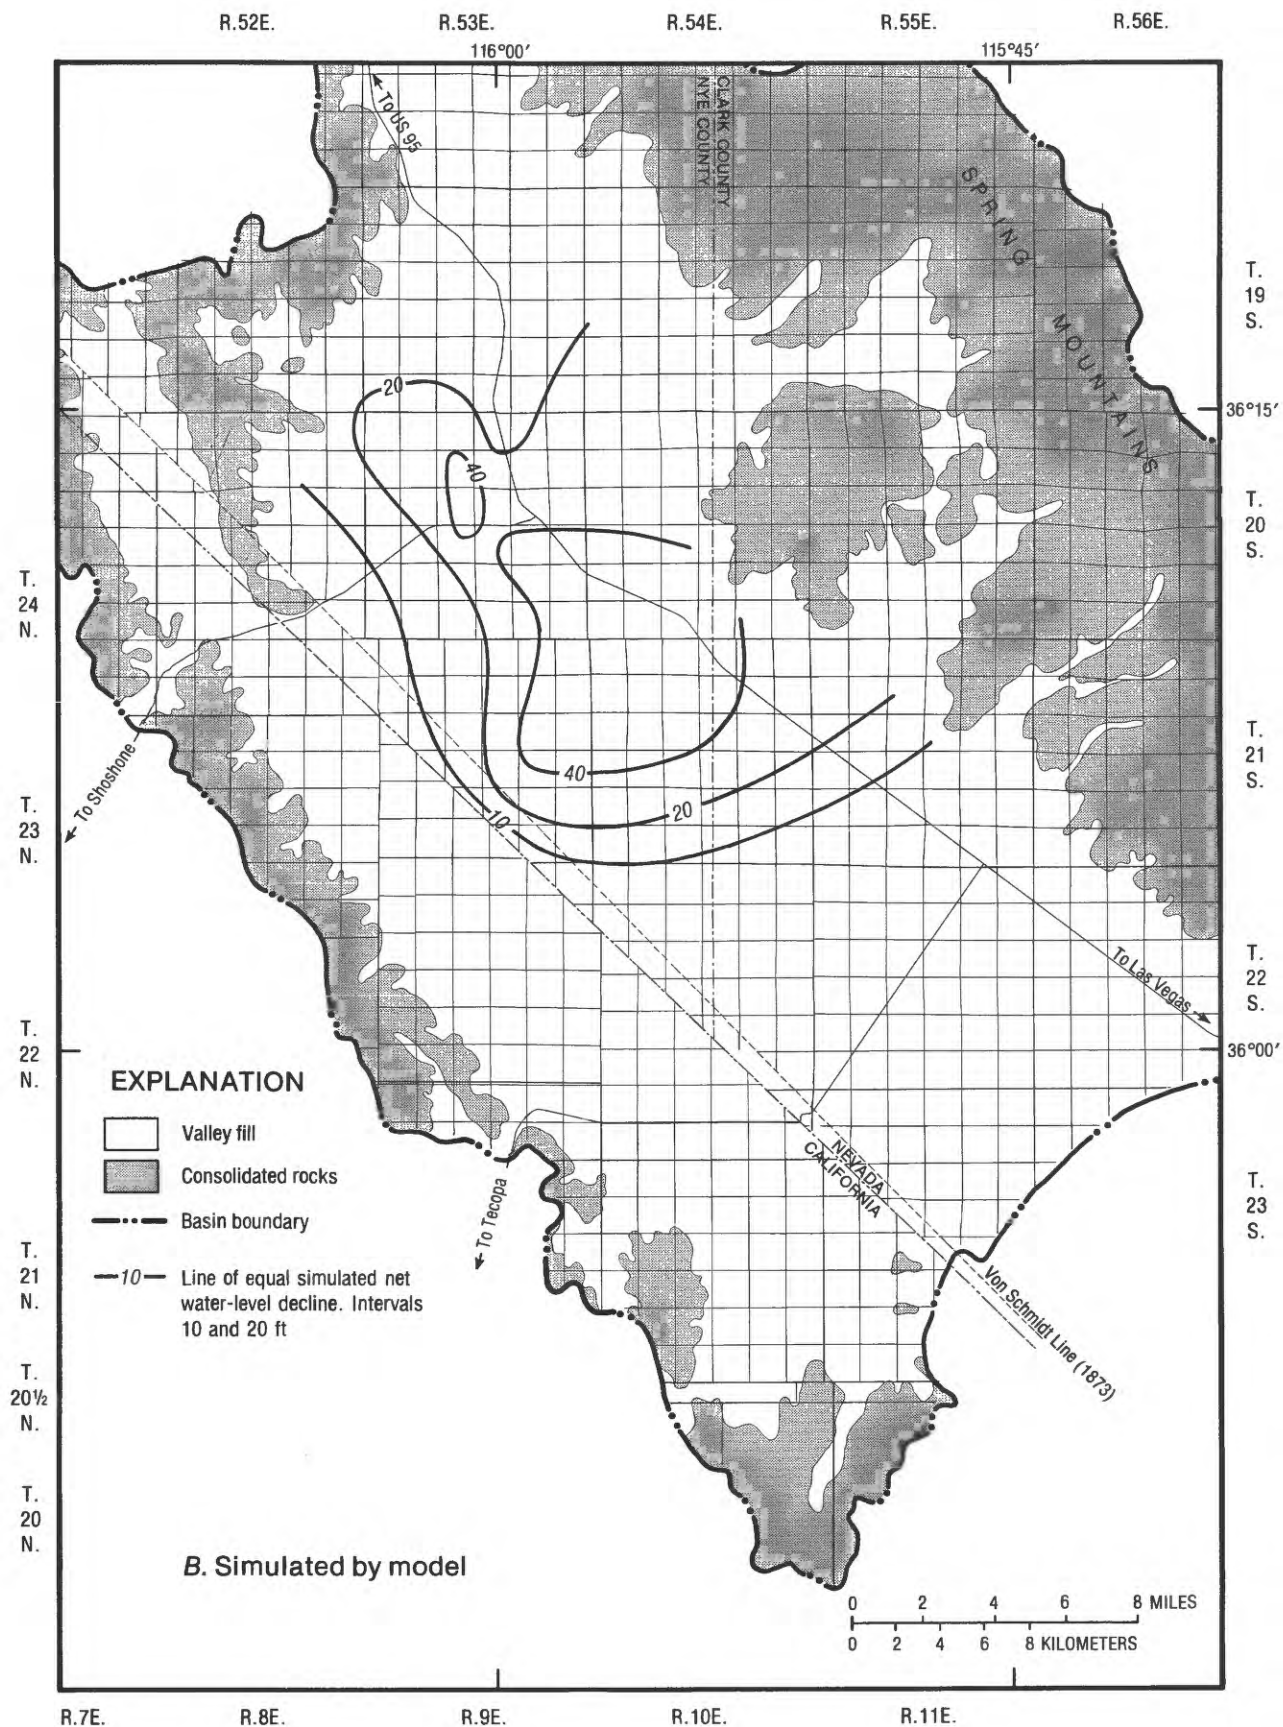 R.52E. R.53E. R.54E. R.55E. R.56E.
116°00′ 115°45′
To US 95
CLARK COUNTY
NYE COUNTY
SPRING
MOUNTAINS
T.
19
S.
36°15′
20
40
T.
20
S.
T.
24
N.
T.
21
S.
To Shoshone
40
20
10
T.
23
N.
To Las Vegas
T.
22
S.
36°00′
T.
22
N.
EXPLANATION
Valley fill
Consolidated rocks
Basin boundary
10 Line of equal simulated net
water-level decline. Intervals
10 and 20 ft
NEVADA
CALIFORNIA
To Tecopa
T.
23
S.
T.
21
N.
Von Schmidt Line (1873)
T.
20½
N.
T.
20
N.
B. Simulated by model
0 2 4 6 8 MILES
0 2 4 6 8 KILOMETERS
R.7E. R.8E. R.9E. R.10E. R.11E.